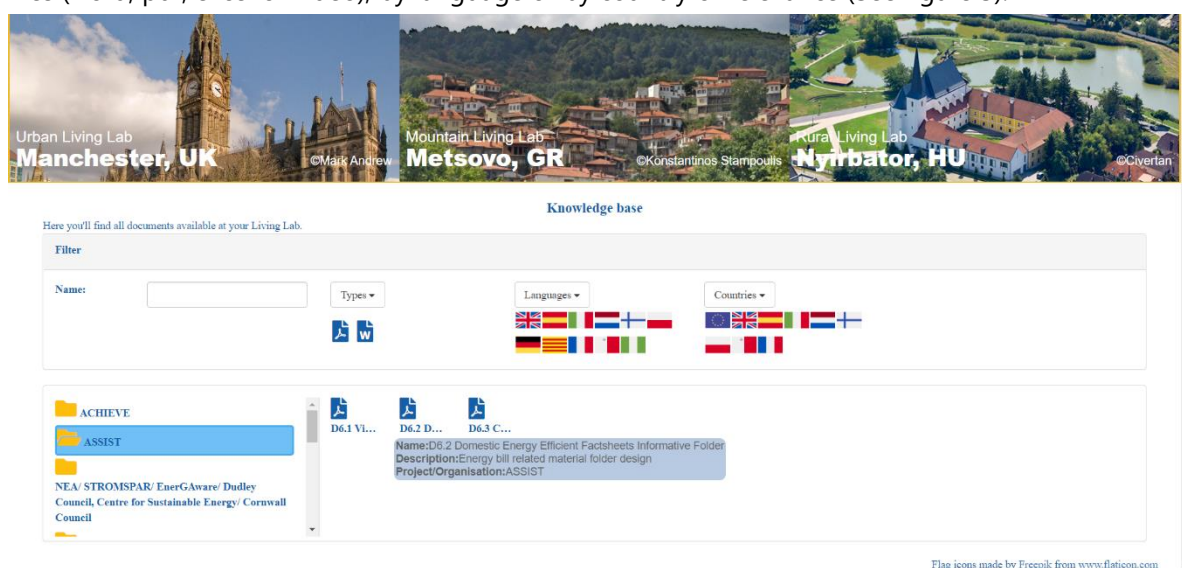 Urban Living Lab
Manchester, UK
©Mark Andrew
Mountain Living Lab
Metsovo, GR
©Konstantinos Stampoulis
Rural Living Lab
Nyirbator, HU
©Civertan
Knowledge base
Here you'll find all documents available at your Living Lab.
Filter
Name:
Types
Languages
Countries
W
ACHIEVE
ASSIST
NEA/ STROMSPAR/ EnerGAware/ Dudley
Council, Centre for Sustainable Energy/ Cornwall
Council
D6.1 Vi...
D6.2 D...
D6.3 C...
Name:D6.2 Domestic Energy Efficient Factsheets Informative Folder
Description:Energy bill related material folder design
Project/Organisation:ASSIST
Flag icons made by Freepik from www.flaticon.com